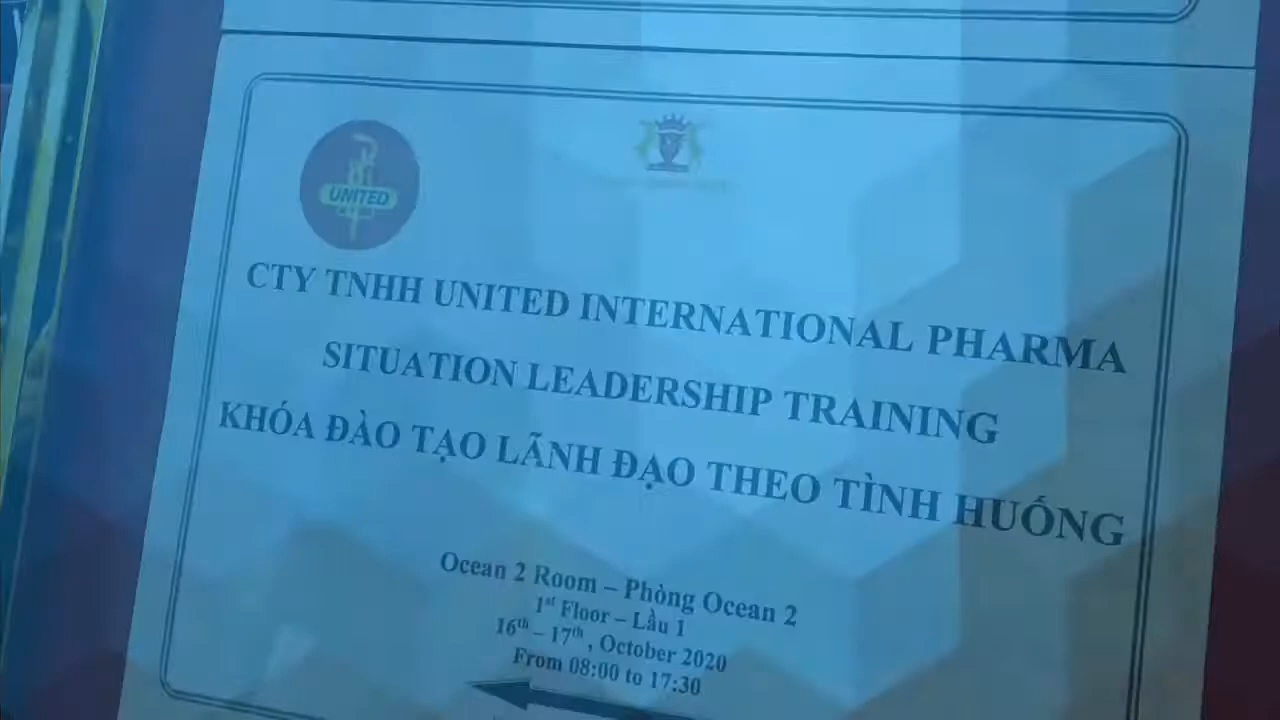 UNITED
CTY TNHH UNITED INTERNATIONAL PHARMA
SITUATION LEADERSHIP TRAINING
KHÓA ĐÀO TẠO LÃNH ĐẠO THEO TÌNH HUỐNG
Ocean 2 Room – Phòng Ocean 2
1st Floor – Lầu 1
16th – 17th , October 2020
From 08:00 to 17:30